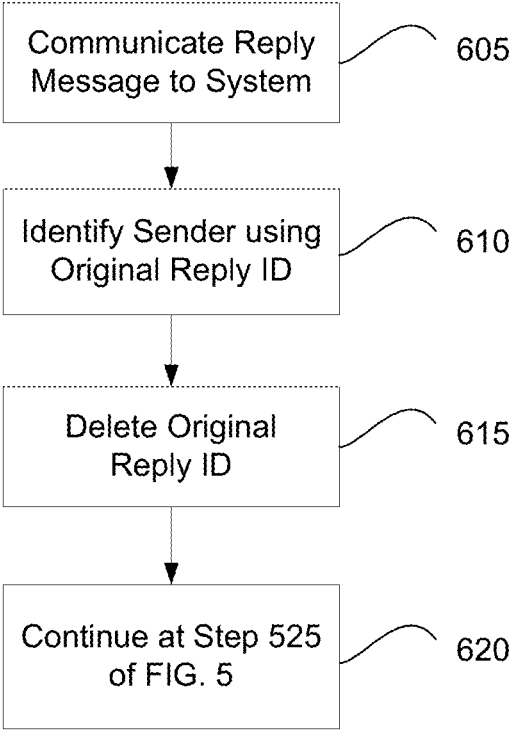 Communicate Reply
Message to System
605
Identify Sender using
Original Reply ID
610
Delete Original
Reply ID
615
Continue at Step 525
of FIG. 5
620